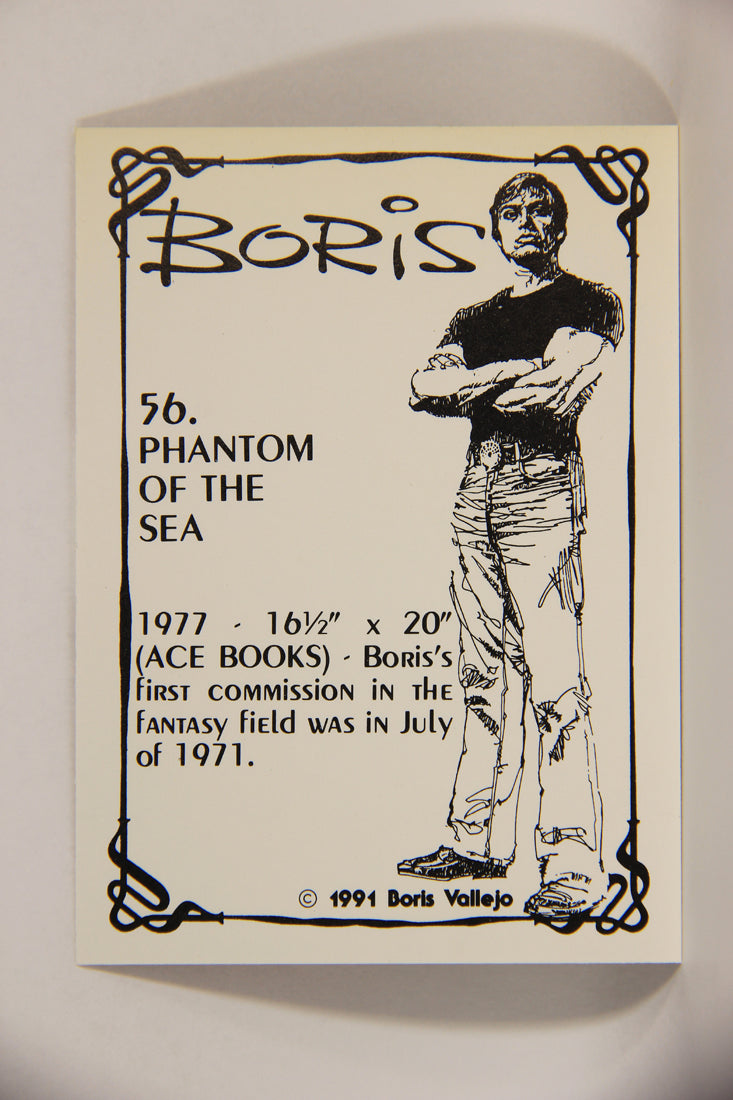 BORiS
56.
PHANTOM
OF THE
SEA
1977 - 16½" x 20"
(ACE BOOKS) - Boris's
first commission in the
fantasy field was in July
of 1971.
© 1991 Boris Vallejo